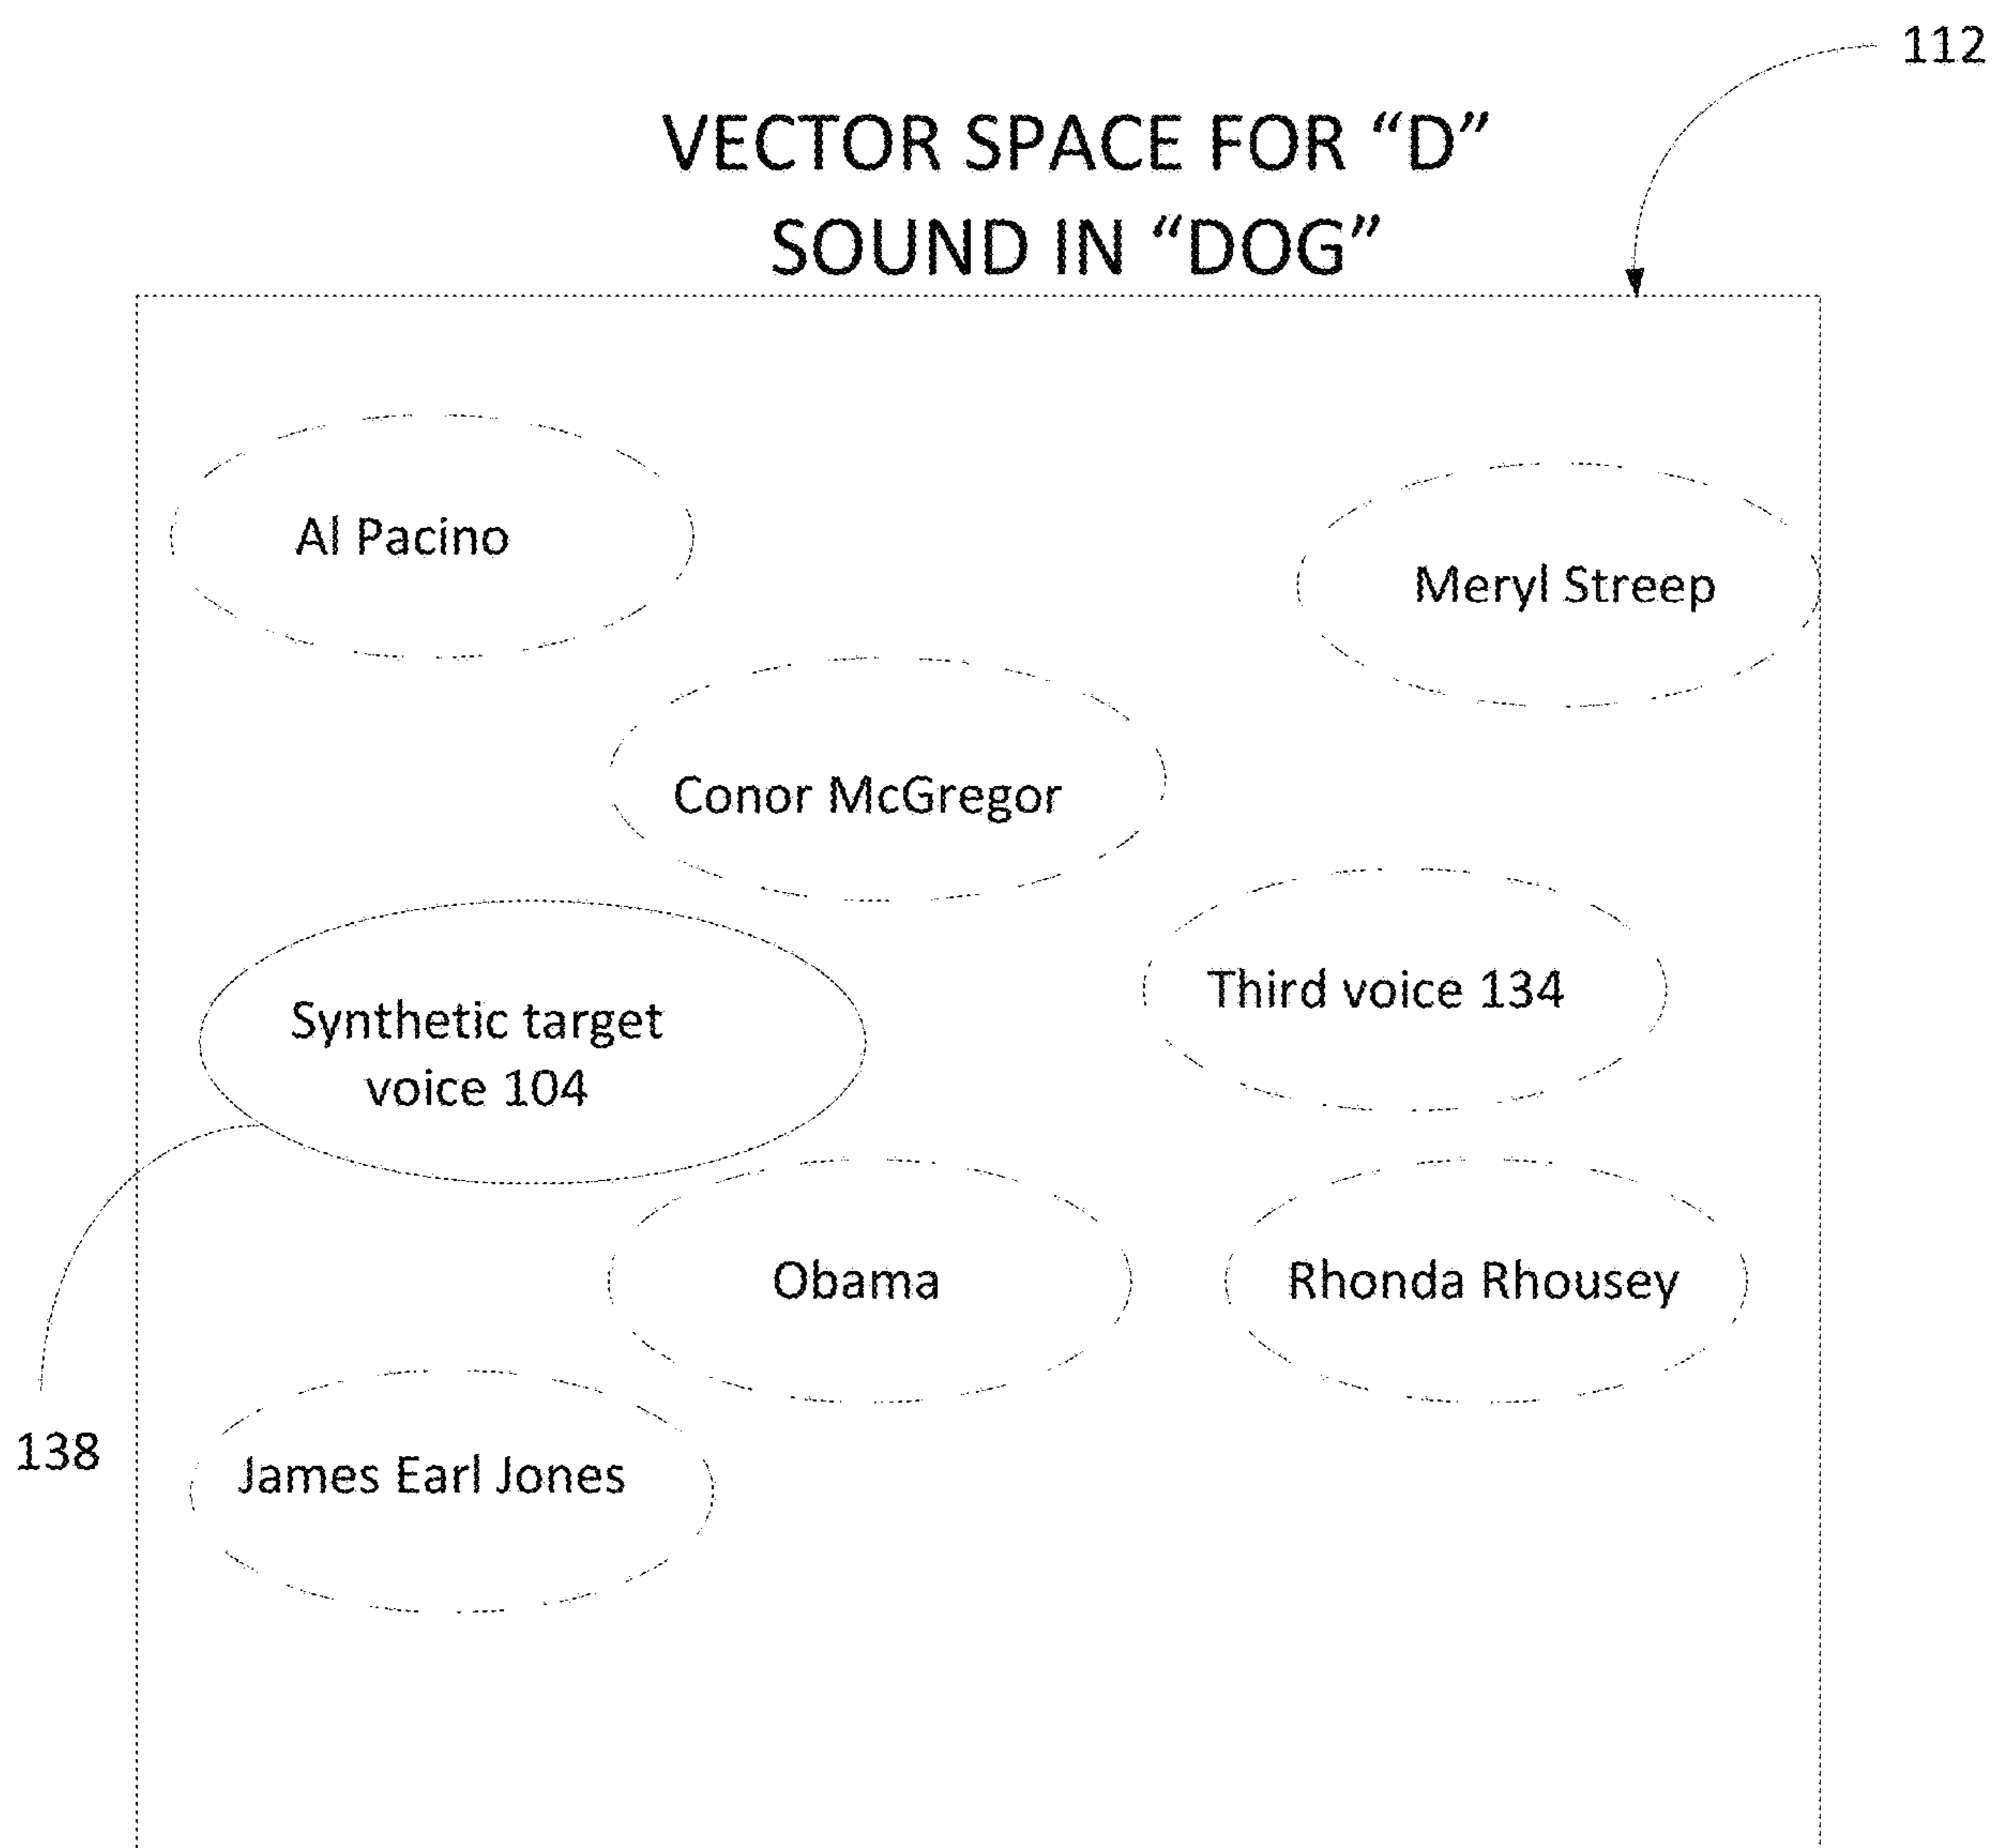 112
VECTOR SPACE FOR “D”
SOUND IN “DOG”
Al Pacino
Meryl Streep
Conor McGregor
Third voice 134
Synthetic target
voice 104
Obama
Rhonda Rhousey
138
James Earl Jones